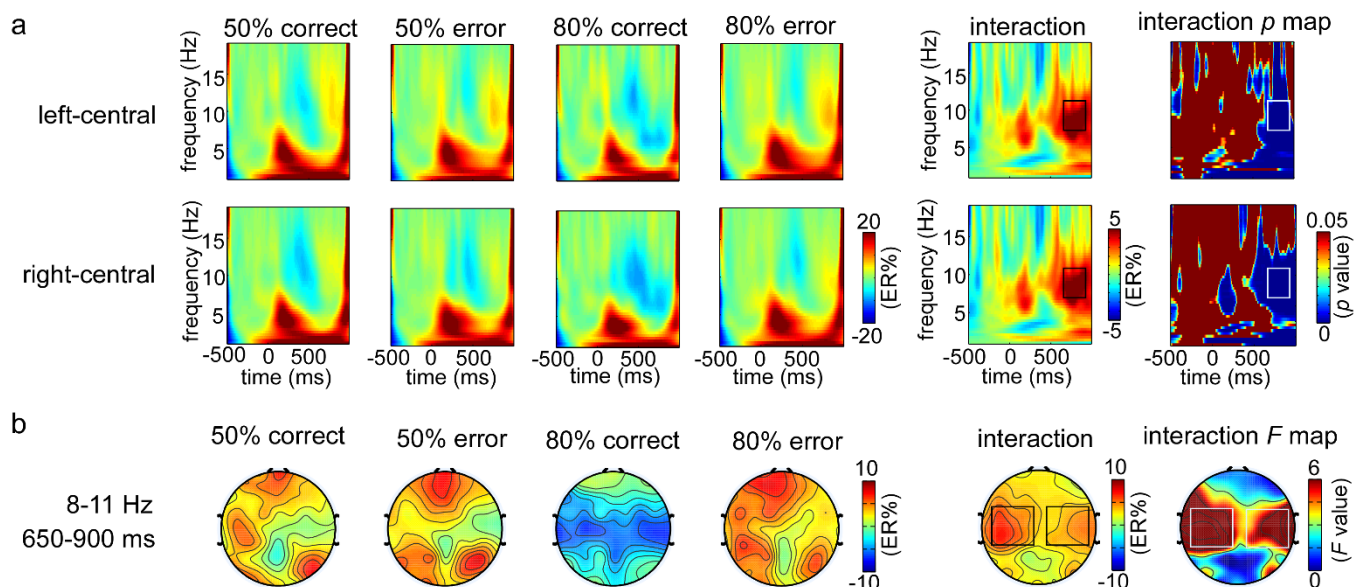 a
50% correct 50% error 80% correct 80% error interaction interaction p map
left-central
frequency (Hz)
15
10
5
frequency (Hz)
15
10
5
right-central
frequency (Hz)
15
10
5
-500 0 500
time (ms)
-500 0 500
time (ms)
-500 0 500
time (ms)
-500 0 500
time (ms)
20
-20
(ER%)
frequency (Hz)
15
10
5
-500 0 500
time (ms)
5
-5
(ER%)
-500 0 500
time (ms)
0.05
0
(p value)
b
50% correct 50% error 80% correct 80% error interaction interaction F map
8-11 Hz
650-900 ms
10
-10
(ER%)
10
-10
(ER%)
6
0
(F value)